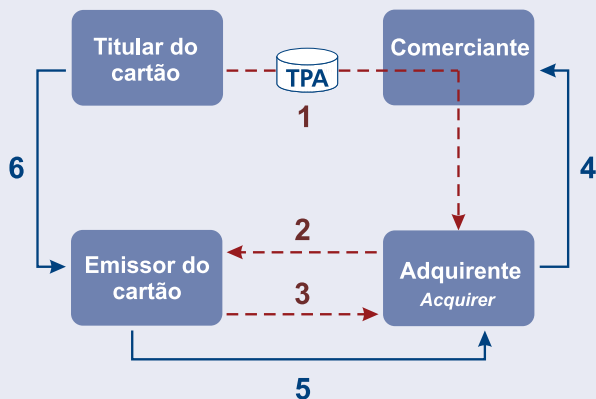 Titular do
cartão
TPA
Comerciante
1
6
4
2
Emissor do
cartão
Adquirente
Acquirer
3
5